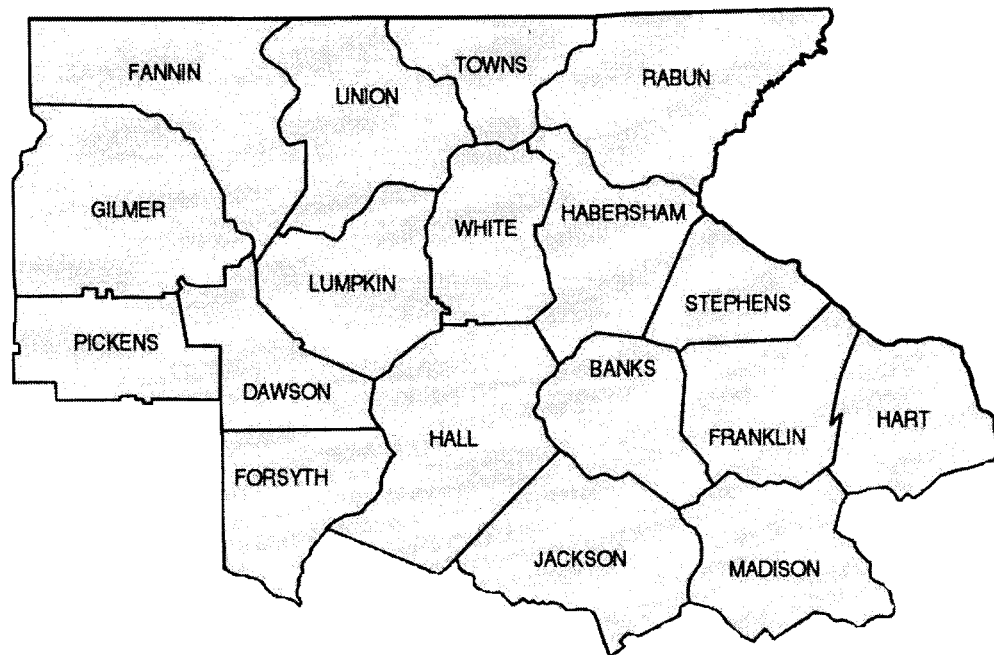 TOWNS
FANNIN
RABUN
UNION
GILMER
HABERSHAM
WHITE
LUMPKIN
STEPHENS
PICKENS
BANKS
DAWSON
HART
HALL
FRANKLIN
FORSYTH
JACKSON
MADISON